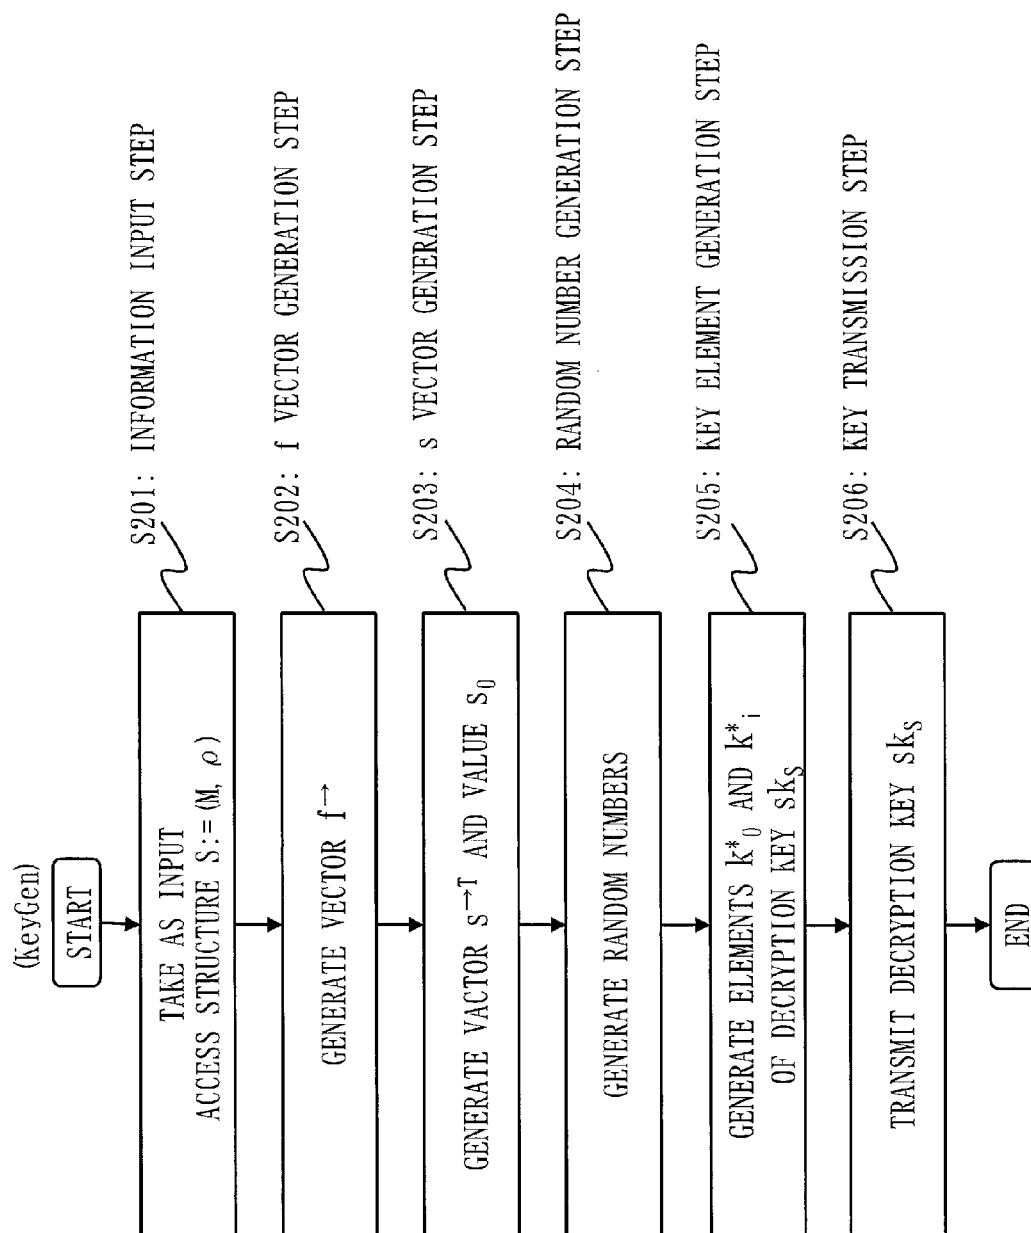 (KeyGen)
START
TAKE AS INPUT
ACCESS STRUCTURE S:=(M, ρ)
S201: INFORMATION INPUT STEP
GENERATE VECTOR f→
S202: f VECTOR GENERATION STEP
GENERATE VACTOR s→T AND VALUE s0
S203: s VECTOR GENERATION STEP
GENERATE RANDOM NUMBERS
S204: RANDOM NUMBER GENERATION STEP
GENERATE ELEMENTS k*0 AND k*i
OF DECRYPTION KEY skS
S205: KEY ELEMENT GENERATION STEP
TRANSMIT DECRYPTION KEY skS
S206: KEY TRANSMISSION STEP
END